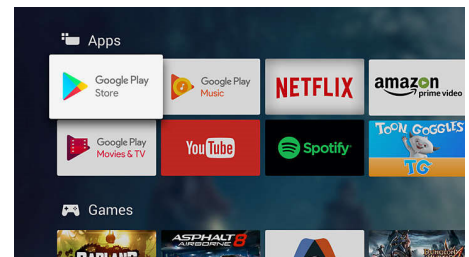 Apps
Google Play
Store
Google Play
Music
NETFLIX
amazon
prime video
Google Play
Movies & TV
YouTube
Spotify
TOON GOGGLES
TG
Games
BADLAND
ASPHALT 8
AIRBORNE